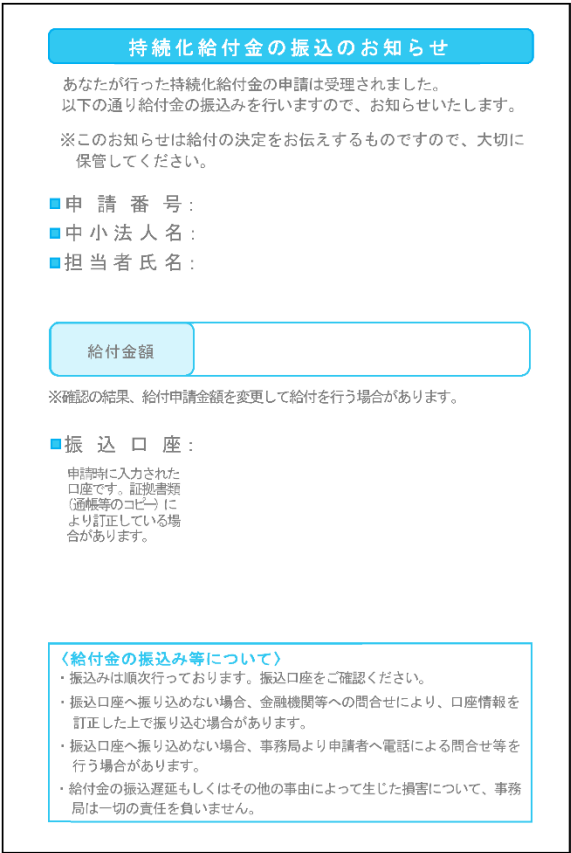 持続化給付金の振込のお知らせ
あなたが行った持続化給付金の申請は受理されました。
以下の通り給付金の振込みを行いますので、お知らせいたします。
※このお知らせは給付の決定をお伝えするものですので、大切に
保管してください。
■申請番号:
■中小法人名:
■担当者氏名:
給付金額
※確認の結果、給付申請金額を変更して給付を行う場合があります。
■振込口座:
申請時に入力された
口座です。証拠書類
(通帳等のコピー)に
より訂正している場
合があります。
〈給付金の振込み等について〉
・振込みは順次行っております。振込口座をご確認ください。
・振込口座へ振り込めない場合、金融機関等への問合せにより、口座情報を
訂正した上で振り込む場合があります。
・振込口座へ振り込めない場合、事務局より申請者へ電話による問合せ等を
行う場合があります。
・給付金の振込遅延もしくはその他の事由によって生じた損害について、事務
局は一切の責任を負いません。